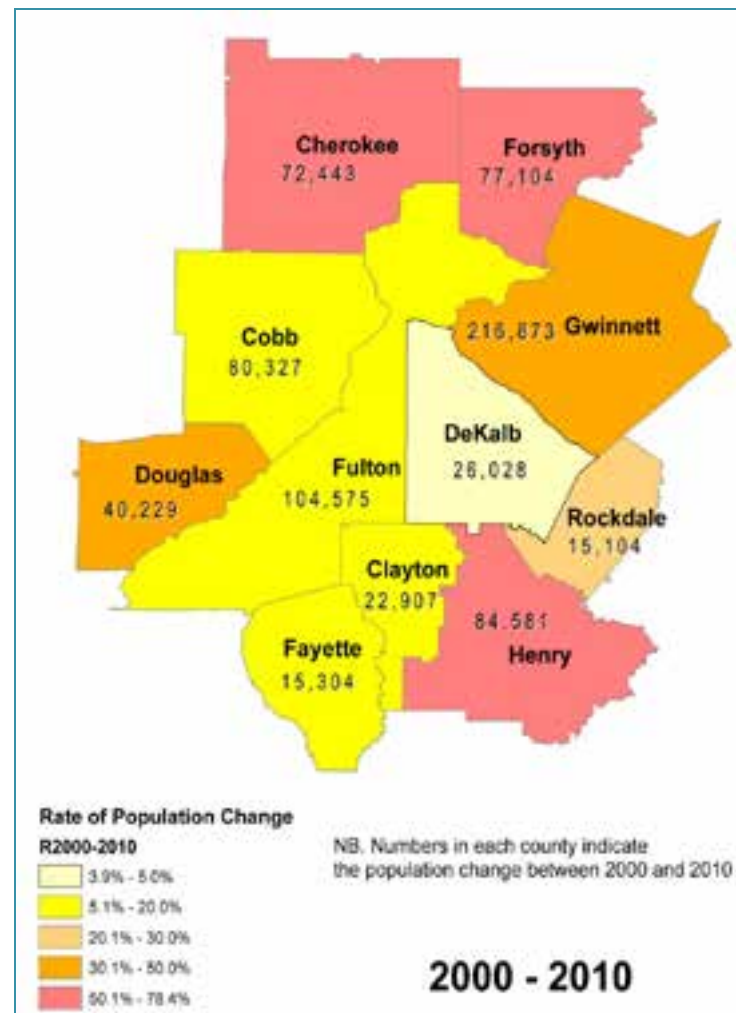 Cherokee
72,443
Forsyth
77,104
Cobb
80,327
216,873 Gwinnett
DeKalb
26,028
Douglas
40,229
Fulton
104,575
Rockdale
15,104
Clayton
22,907
84,581
Henry
Fayette
15,304
Rate of Population Change
R2000-2010
3.9% - 5.0%
5.1% - 20.0%
20.1% - 30.0%
30.1% - 50.0%
50.1% - 78.4%
NB. Numbers in each county indicate
the population change between 2000 and 2010
2000 - 2010